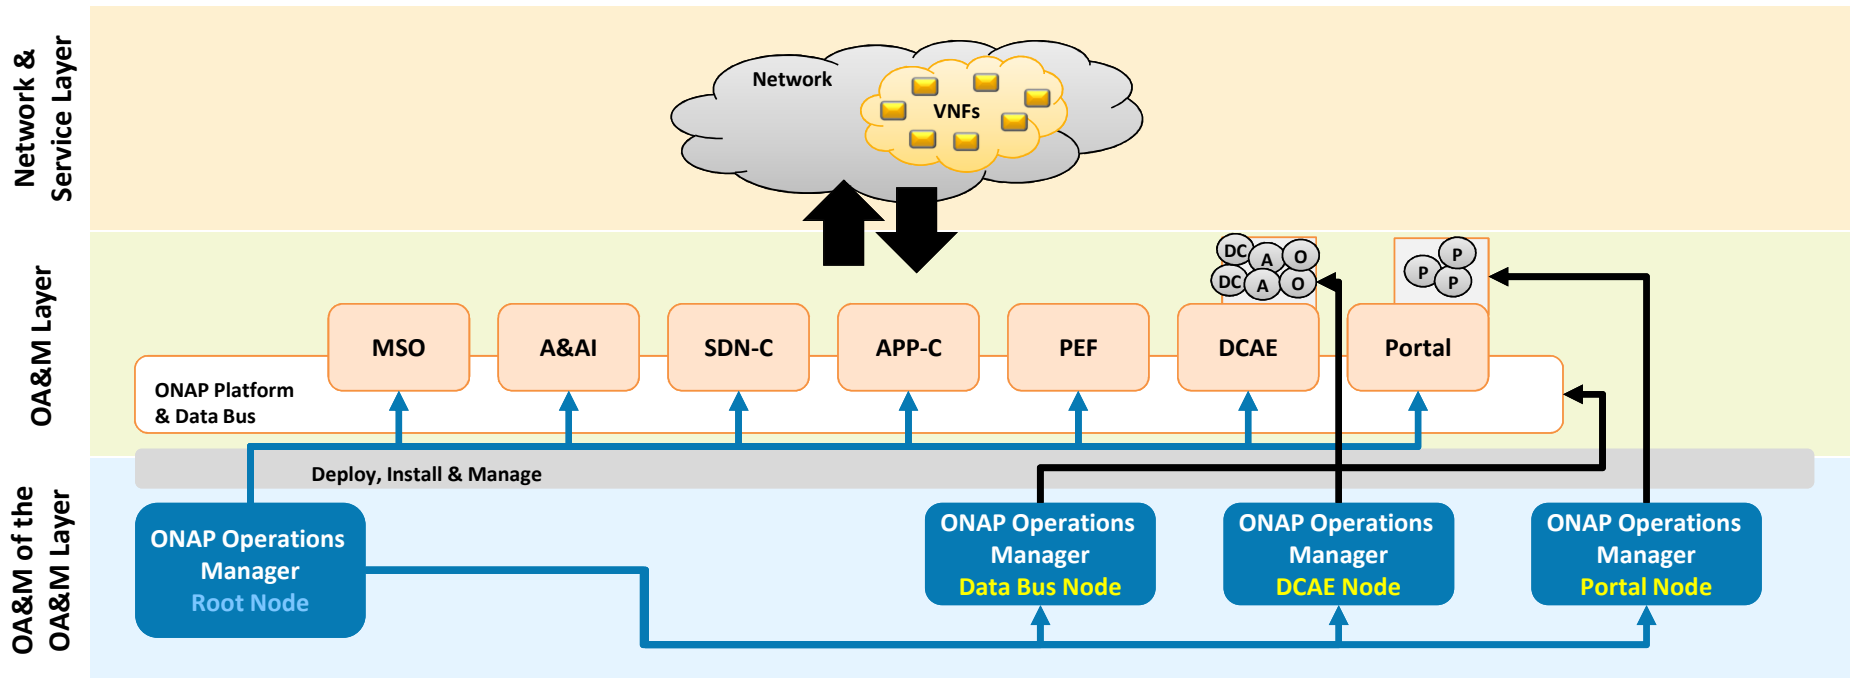 Network &
Service Layer
Network
VNFs
OA&M Layer
DC
A
O
DC
A
O
P
P
P
MSO
A&AI
SDN-C
APP-C
PEF
DCAE
Portal
ONAP Platform
& Data Bus
Deploy, Install & Manage
OA&M of the
OA&M Layer
ONAP Operations
Manager
Root Node
ONAP Operations
Manager
Data Bus Node
ONAP Operations
Manager
DCAE Node
ONAP Operations
Manager
Portal Node